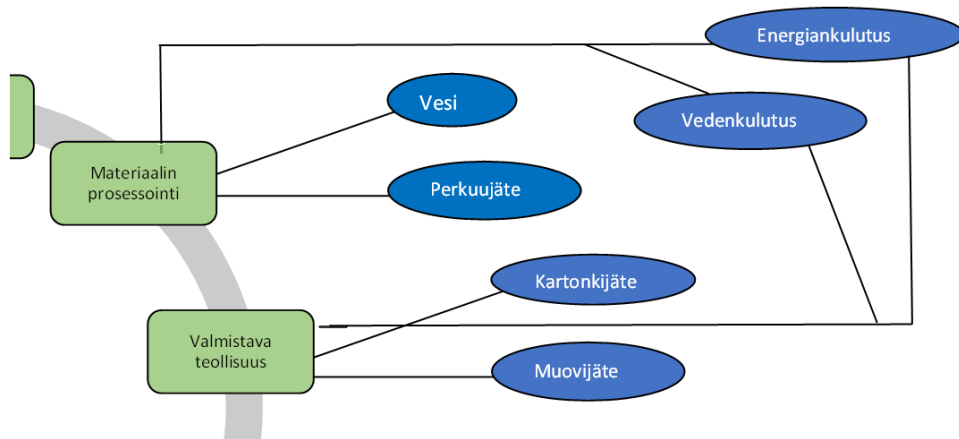 Energiankulutus
Vesi
Vedenkulutus
Materiaalin
prosessointi
Perkuujäte
Kartonkijäte
Valmistava
teollisuus
Muovijäte